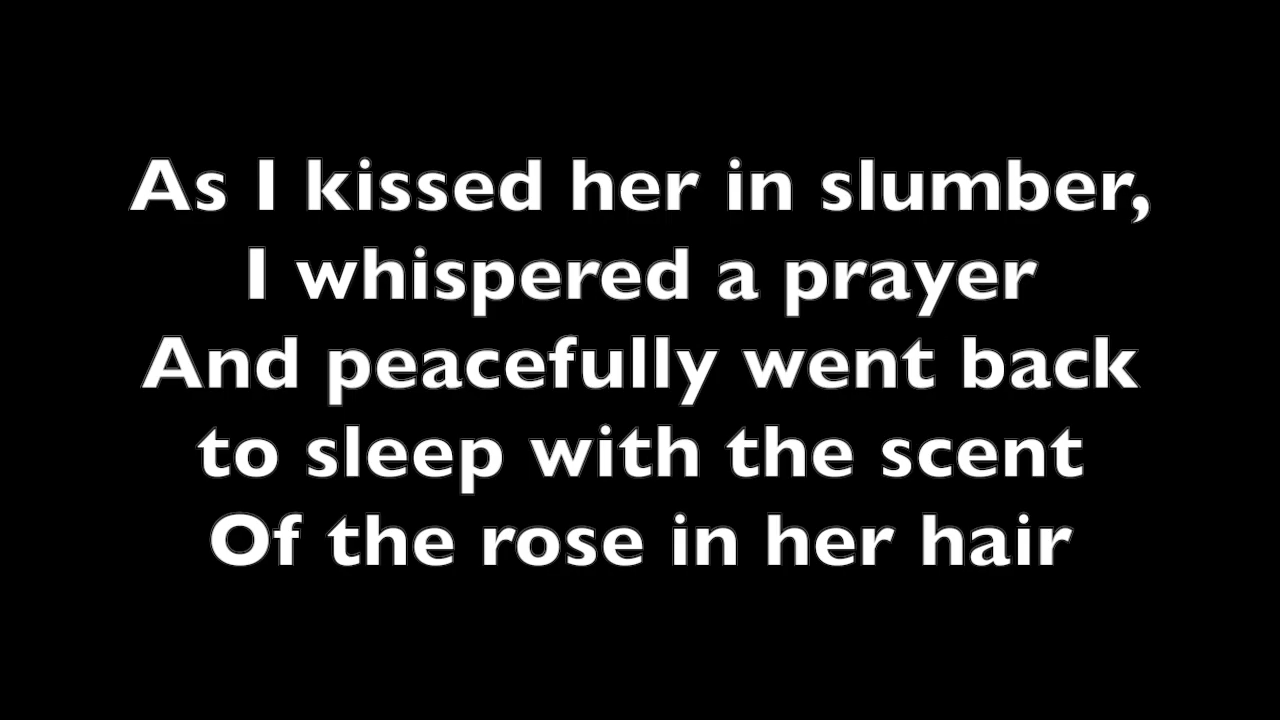 As I kissed her in slumber,
I whispered a prayer
And peacefully went back
to sleep with the scent
Of the rose in her hair